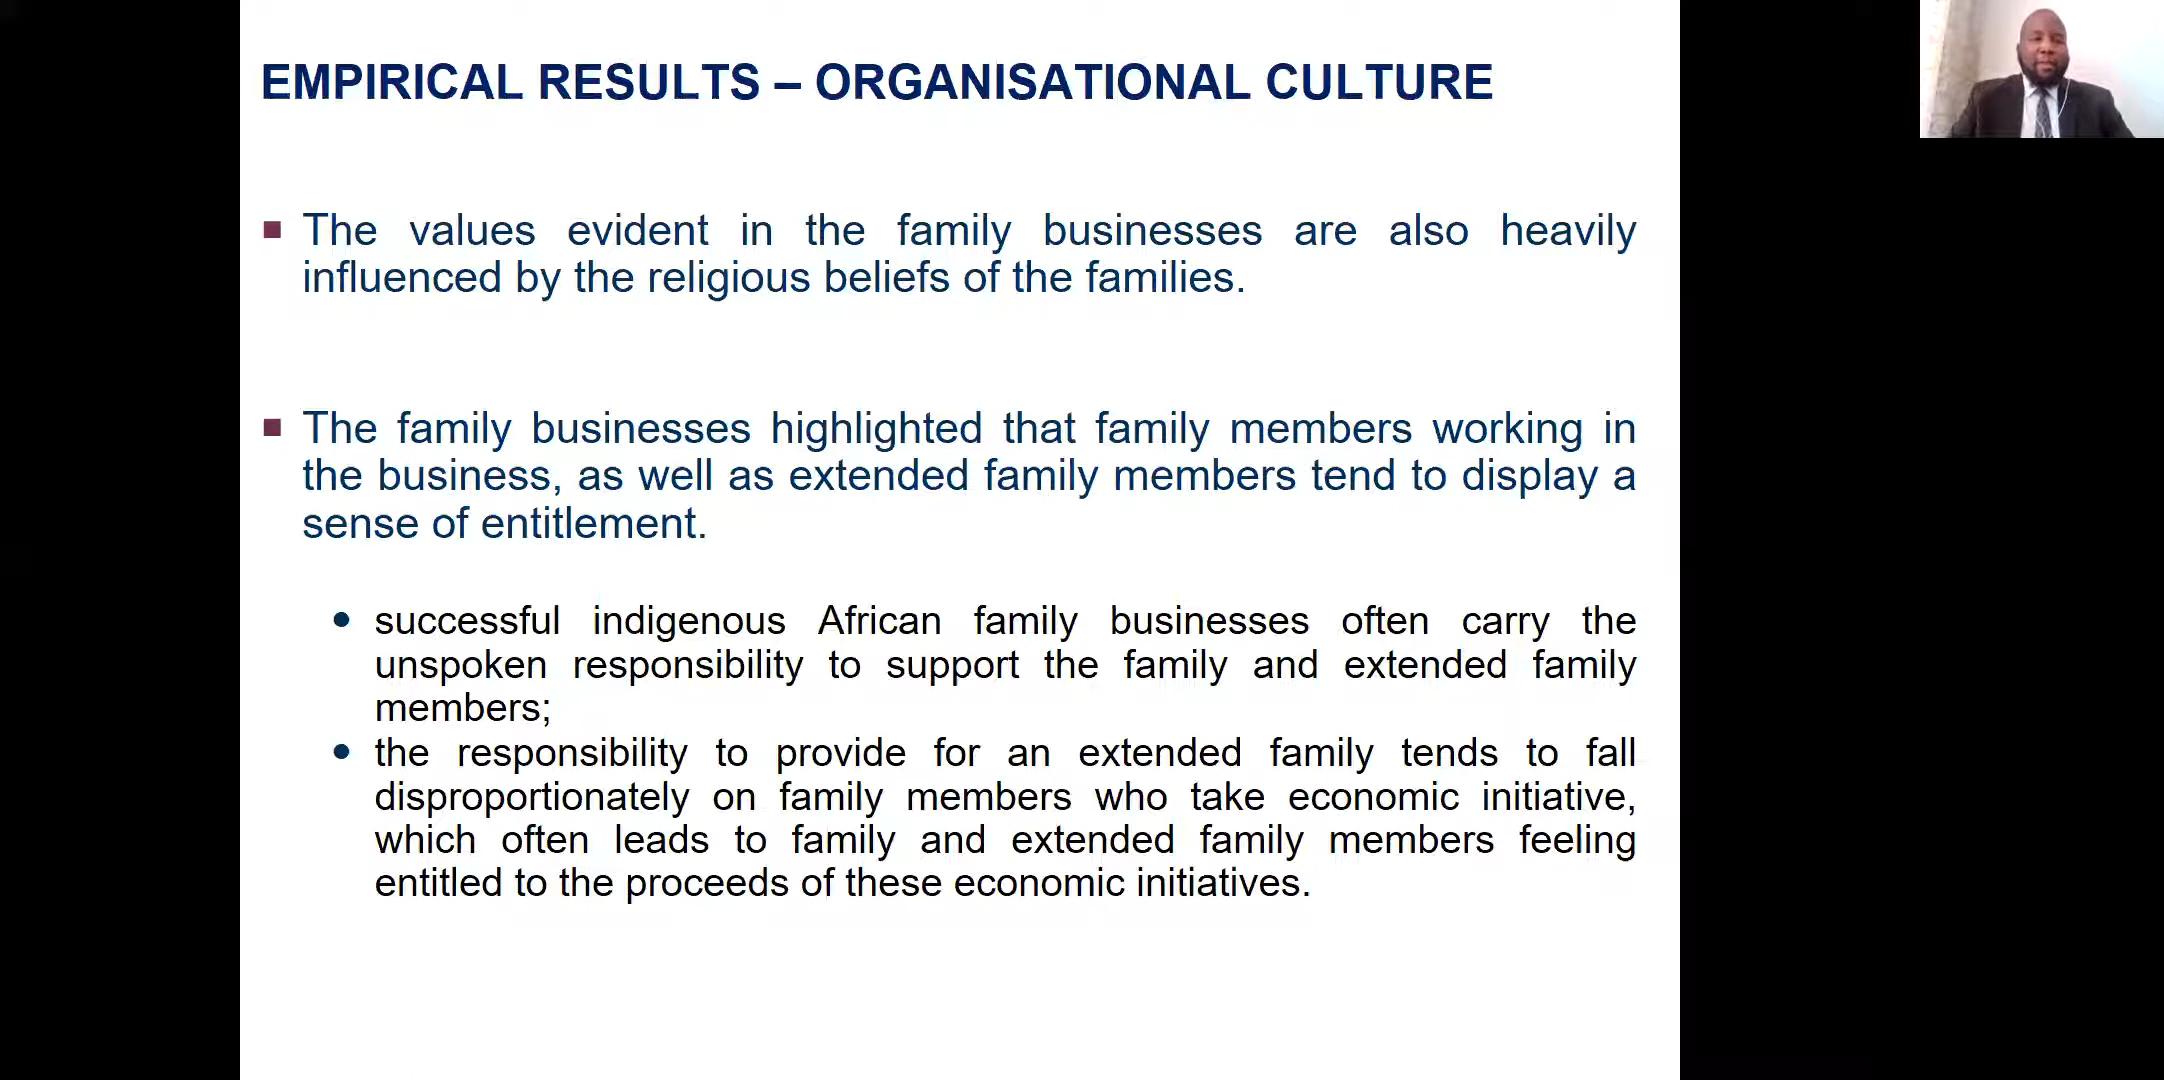 EMPIRICAL RESULTS – ORGANISATIONAL CULTURE
The values evident in the family businesses are also heavily
influenced by the religious beliefs of the families.
The family businesses highlighted that family members working in
the business, as well as extended family members tend to display a
sense of entitlement.
successful indigenous African family businesses often carry the
unspoken responsibility to support the family and extended family
members;
the responsibility to provide for an extended family tends to fall
disproportionately on family members who take economic initiative,
which often leads to family and extended family members feeling
entitled to the proceeds of these economic initiatives.